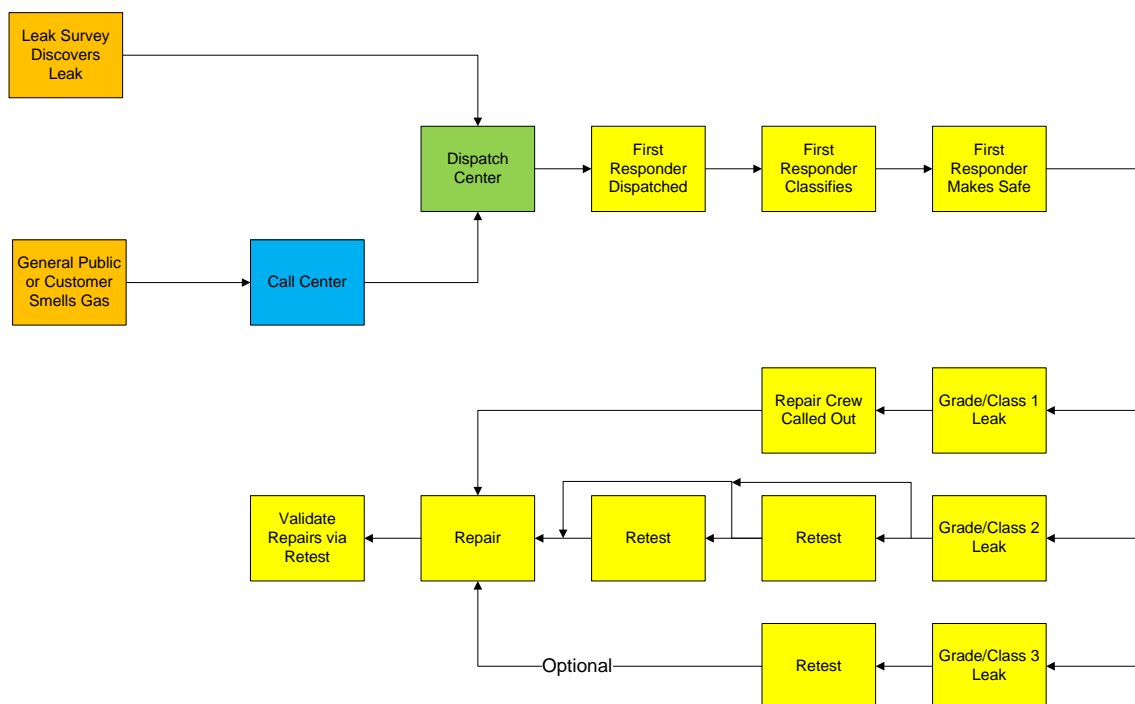 Leak Survey
Discovers
Leak
Dispatch
Center
First
Responder
Dispatched
First
Responder
Classifies
First
Responder
Makes Safe
General Public
or Customer
Smells Gas
Call Center
Repair Crew
Called Out
Grade/Class 1
Leak
Validate
Repairs via
Retest
Repair
Retest
Retest
Grade/Class 2
Leak
Optional
Retest
Grade/Class 3
Leak